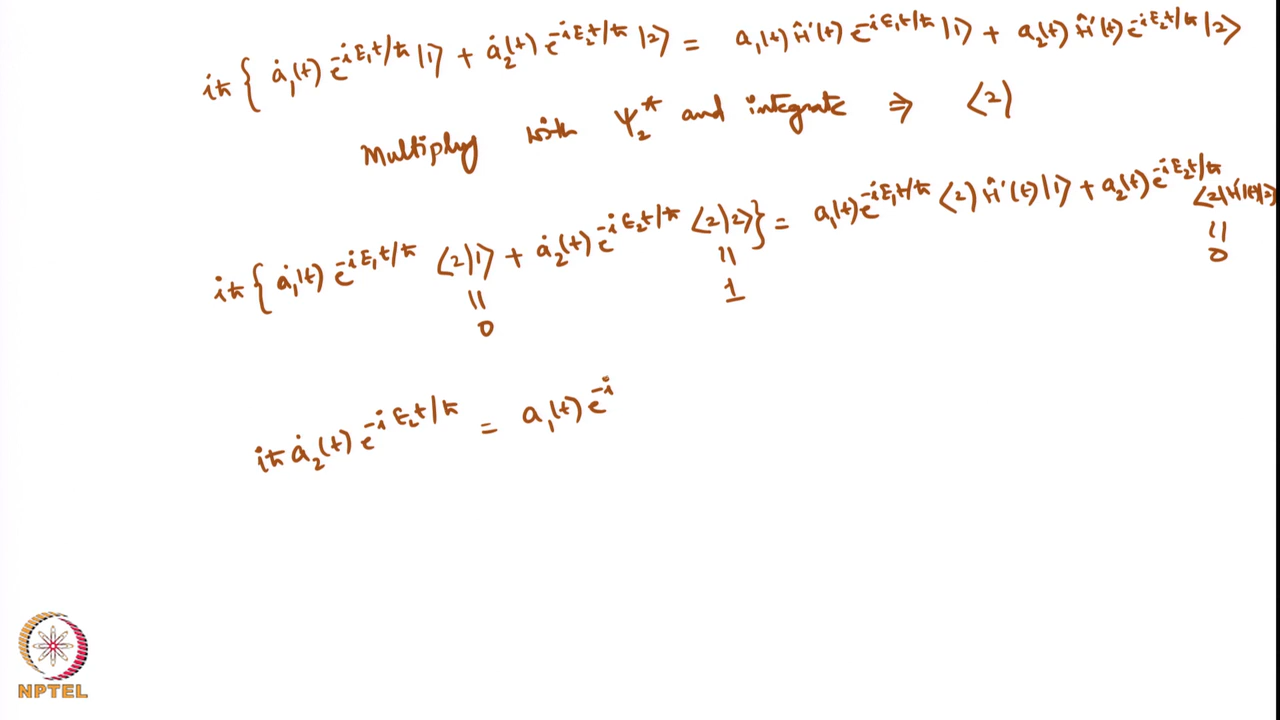 iħ { ȧ₁(t) e^{-iE₁t/ħ} |1⟩ + ȧ₂(t) e^{-iE₂t/ħ} |2⟩ = a₁(t) Ĥ'(t) e^{-iE₁t/ħ} |1⟩ + a₂(t) Ĥ'(t) e^{-iE₂t/ħ} |2⟩
Multiply with ψ₂* and integrate ⇒ ⟨2|
iħ { ȧ₁(t) e^{-iE₁t/ħ} ⟨2|1⟩ + ȧ₂(t) e^{-iE₂t/ħ} ⟨2|2⟩ } = a₁(t) e^{-iE₁t/ħ} ⟨2| Ĥ'(t) |1⟩ + a₂(t) e^{-iE₂t/ħ} ⟨2|Ĥ'(t)|2⟩
|| || ||
0 1 0
iħ ȧ₂(t) e^{-iE₂t/ħ} = a₁(t) e^{-i
NPTEL